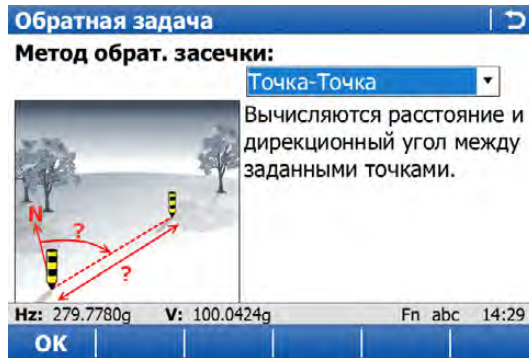 Обратная задача
Метод обрат. засечки:
Точка-Точка
Вычисляются расстояние и
дирекционный угол между
заданными точками.
N
?
?
Hz: 279.7780g V: 100.0424g Fn abc 14:29
OK